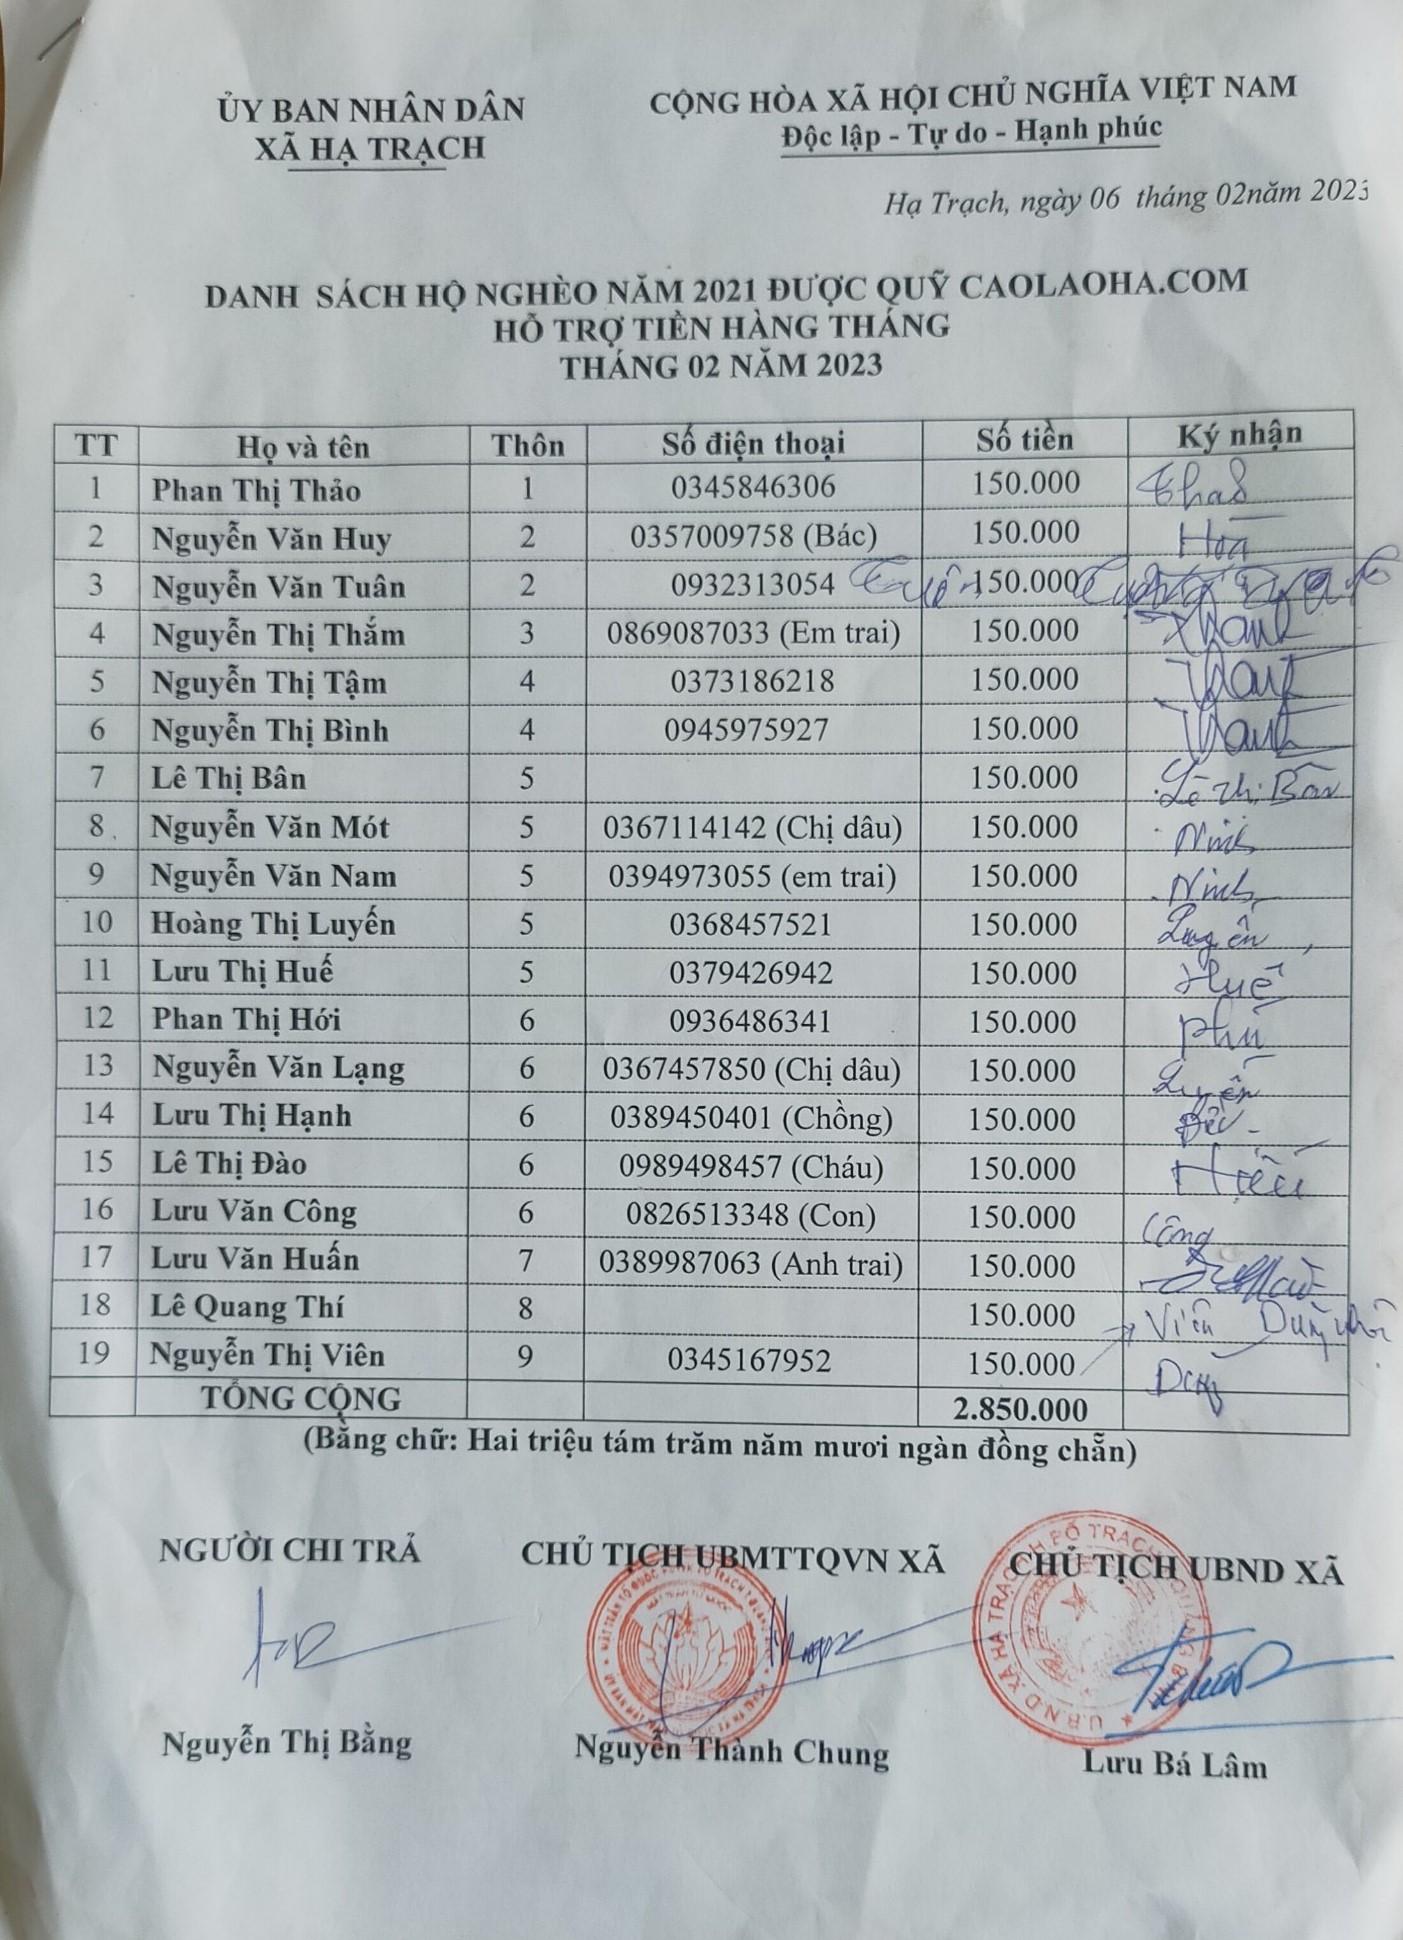 ỦY BAN NHÂN DÂN
XÃ HẠ TRẠCH
CỘNG HÒA XÃ HỘI CHỦ NGHĨA VIỆT NAM
Độc lập - Tự do - Hạnh phúc
Hạ Trạch, ngày 06 tháng 02năm 2023
DANH SÁCH HỘ NGHÈO NĂM 2021 ĐƯỢC QUỸ CAOLAOHA.COM
HỖ TRỢ TIỀN HÀNG THÁNG
THÁNG 02 NĂM 2023
TT Họ và tên Thôn Số điện thoại Số tiền Ký nhận
1 Phan Thị Thảo 1 0345846306 150.000
2 Nguyễn Văn Huy 2 0357009758 (Bác) 150.000
3 Nguyễn Văn Tuân 2 0932313054 150.000
4 Nguyễn Thị Thắm 3 0869087033 (Em trai) 150.000
5 Nguyễn Thị Tậm 4 0373186218 150.000
6 Nguyễn Thị Bình 4 0945975927 150.000
7 Lê Thị Bân 5 150.000 Lê Thị Bân
8 Nguyễn Văn Mót 5 0367114142 (Chị dâu) 150.000 Ninh
9 Nguyễn Văn Nam 5 0394973055 (em trai) 150.000 Ninh
10 Hoàng Thị Luyến 5 0368457521 150.000
11 Lưu Thị Huế 5 0379426942 150.000 Huế
12 Phan Thị Hới 6 0936486341 150.000
13 Nguyễn Văn Lạng 6 0367457850 (Chị dâu) 150.000
14 Lưu Thị Hạnh 6 0389450401 (Chồng) 150.000
15 Lê Thị Đào 6 0989498457 (Cháu) 150.000
16 Lưu Văn Công 6 0826513348 (Con) 150.000 Công
17 Lưu Văn Huấn 7 0389987063 (Anh trai) 150.000
18 Lê Quang Thí 8 150.000
19 Nguyễn Thị Viên 9 0345167952 150.000
TỔNG CỘNG 2.850.000
(Bằng chữ: Hai triệu tám trăm năm mươi ngàn đồng chẵn)
NGƯỜI CHI TRẢ
Nguyễn Thị Bằng
CHỦ TỊCH UBMTTQVN XÃ
Nguyễn Thành Chung
CHỦ TỊCH UBND XÃ
U.B.N.D XÃ HẠ TRẠCH
Lưu Bá Lâm